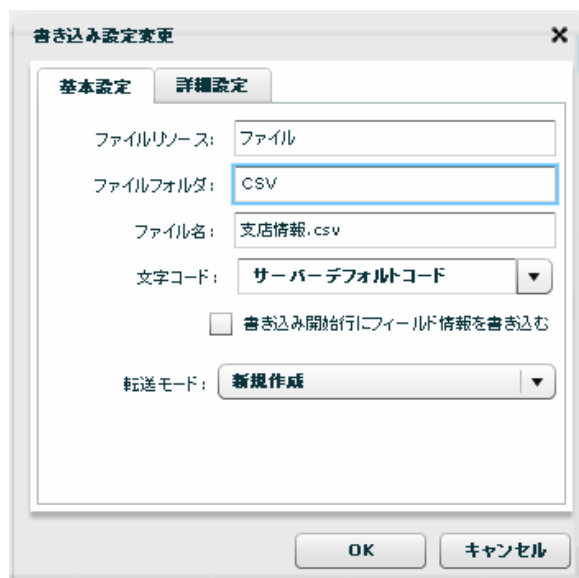 書き込み設定変更
基本設定 詳細設定
ファイルリソース: ファイル
ファイルフォルダ: CSV
ファイル名: 支店情報.csv
文字コード: サーバーデフォルトコード
書き込み開始行にフィールド情報を書き込む
転送モード: 新規作成
OK キャンセル